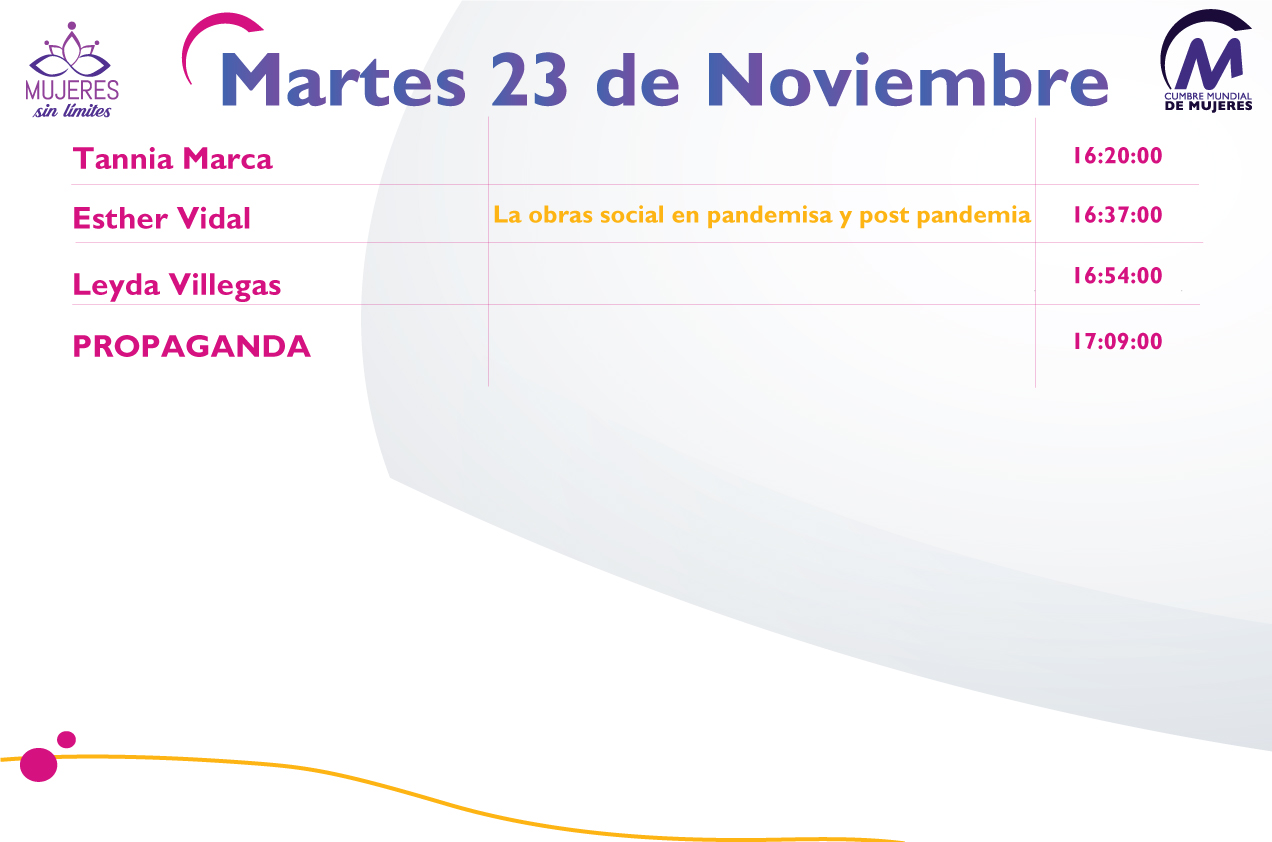 MUJERES
sin límites
Martes 23 de Noviembre
M
CUMBRE MUNDIAL
DE MUJERES
Tannia Marca 16:20:00
Esther Vidal La obras social en pandemisa y post pandemia 16:37:00
Leyda Villegas 16:54:00
PROPAGANDA 17:09:00